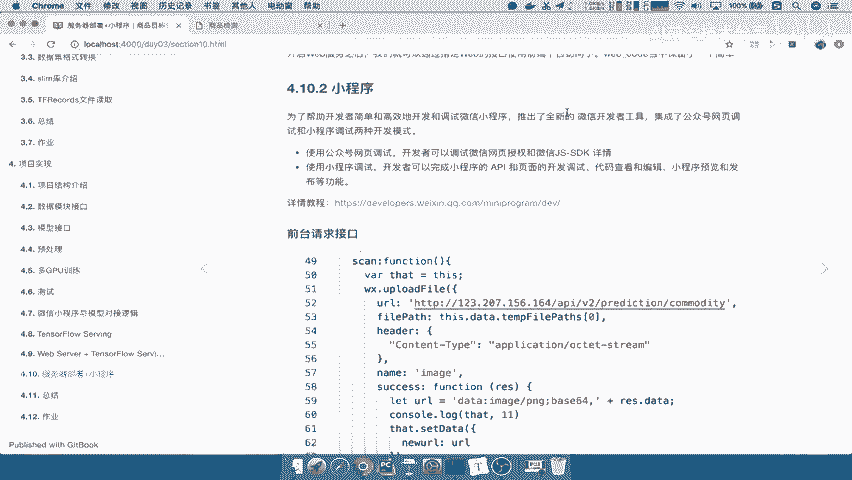 Chrome 文件 修改 视图 历史记录 书签 其他人 电动窗 帮助
100%
服务器部署+小程序 | 商品目标
商品检测
localhost:4000/day03/section10.html
3.3. 数据集格式转换
3.4. slim库介绍
3.5. TFRecords文件读取
3.6. 总结
3.7. 作业
4. 项目实现
4.1. 项目结构介绍
4.2. 数据模块接口
4.3. 模型接口
4.4. 预处理
4.5. 多GPU训练
4.6. 测试
4.7. 微信小程序与模型对接逻辑
4.8. TensorFlow Serving
4.9. Web Server + TensorFlow Servi...
4.10. 服务器部署+小程序
4.11. 总结
4.12. 作业
Published with GitBook
4.10.2 小程序
为了帮助开发者简单和高效地开发和调试微信小程序，推出了全新的 微信开发者工具，集成了公众号网页调
试和小程序调试两种开发模式。
• 使用公众号网页调试，开发者可以调试微信网页授权和微信JS-SDK 详情
• 使用小程序调试，开发者可以完成小程序的 API 和页面的开发调试、代码查看和编辑、小程序预览和发
布等功能。
详情教程：https://developers.weixin.qq.com/miniprogram/dev/
前台请求接口
49 scan:function(){
50 var that = this;
51 wx.uploadFile({
52 url: 'http://123.207.156.164/api/v2/prediction/commodity',
53 filePath: this.data.tempFilePaths[0],
54 header: {
55 "Content-Type": "application/octet-stream"
56 },
57 name: 'image',
58 success: function (res) {
59 let url = 'data:image/png;base64,' + res.data;
60 console.log(that, 11)
61 that.setData({
62 newurl: url